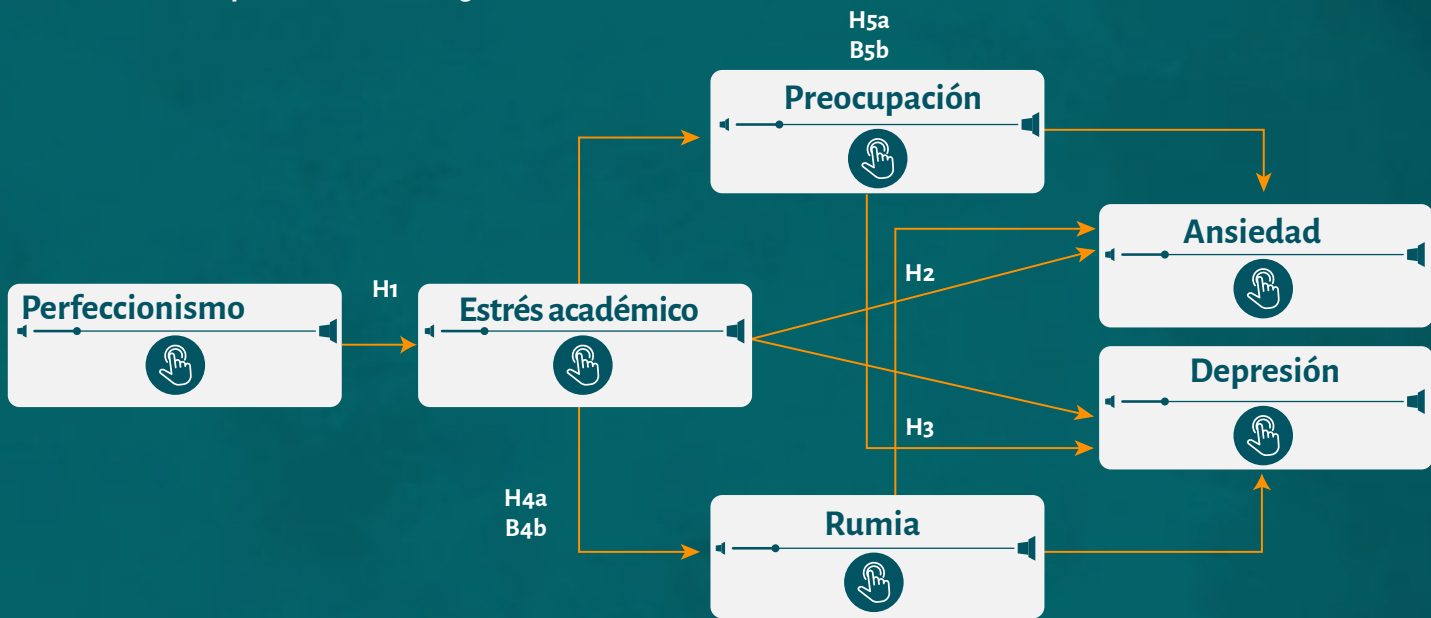 H5a
B5b
Preocupación
Ansiedad
H2
H1
Perfeccionismo
Estrés académico
Depresión
H3
H4a
B4b
Rumia